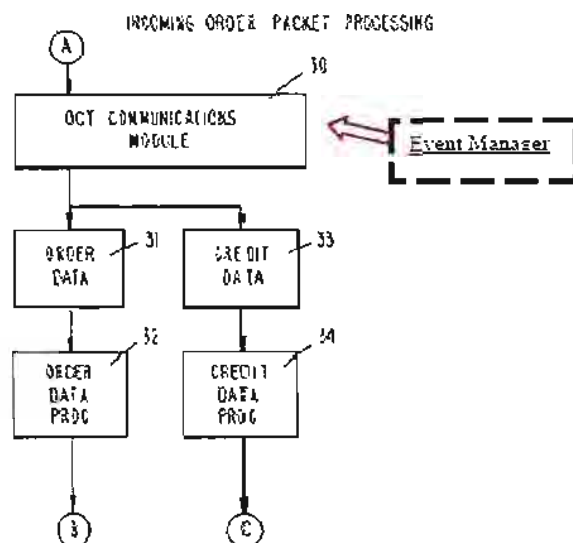 INCOMING ORDER PACKET PROCESSING
A
30
OCT COMMUNICATIONS
MODULE
Event Manager
31
ORDER
DATA
33
CREDIT
DATA
32
ORDER
DATA
PROC
34
CREDIT
DATA
PROC
B
C